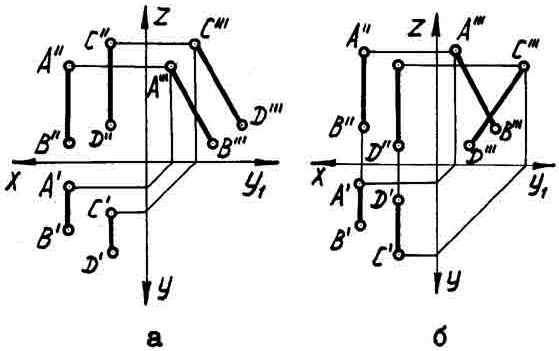 Z
C″ C‴
A″ A‴
B″ D″ B‴ D‴
X Y₁
A′
C′
B′
D′
Y
а
Z
A″ A‴
C‴
B″ B‴
D″ D‴
X Y₁
A′ D′
B′
C′
Y
б